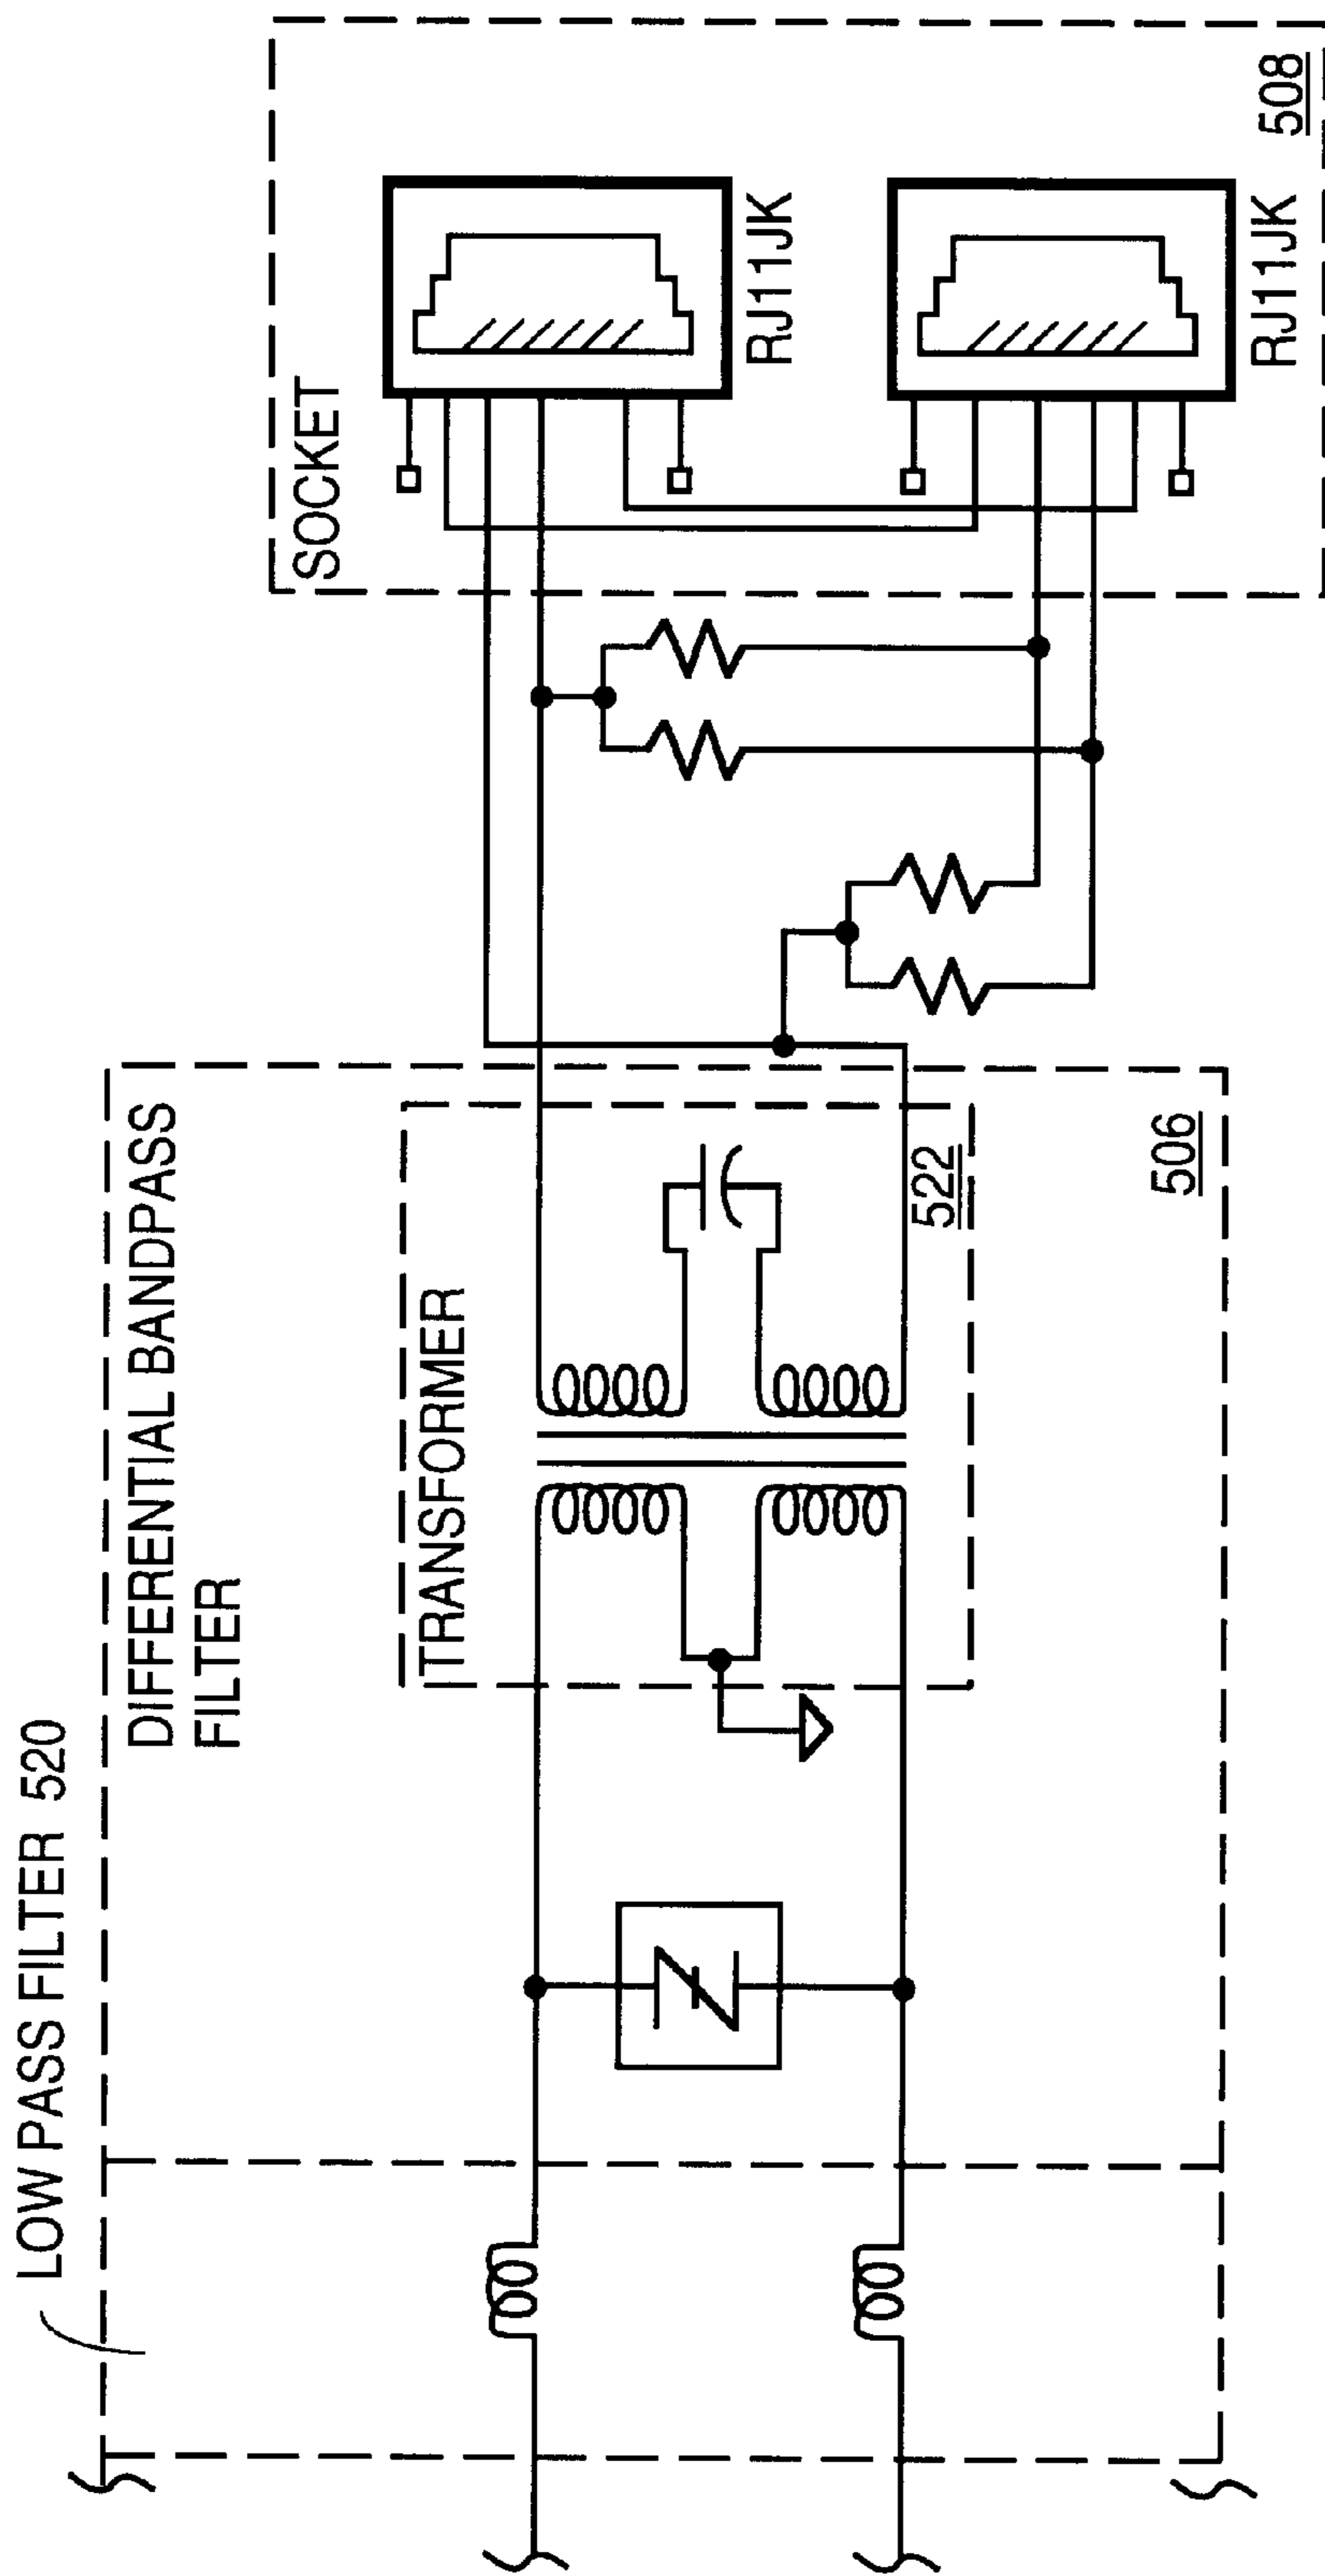 LOW PASS FILTER 520
DIFFERENTIAL BANDPASS
FILTER
TRANSFORMER
522
506
SOCKET
RJ11JK
RJ11JK
508